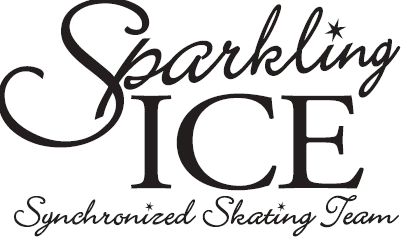 Sparkling
ICE
Synchronized Skating Team